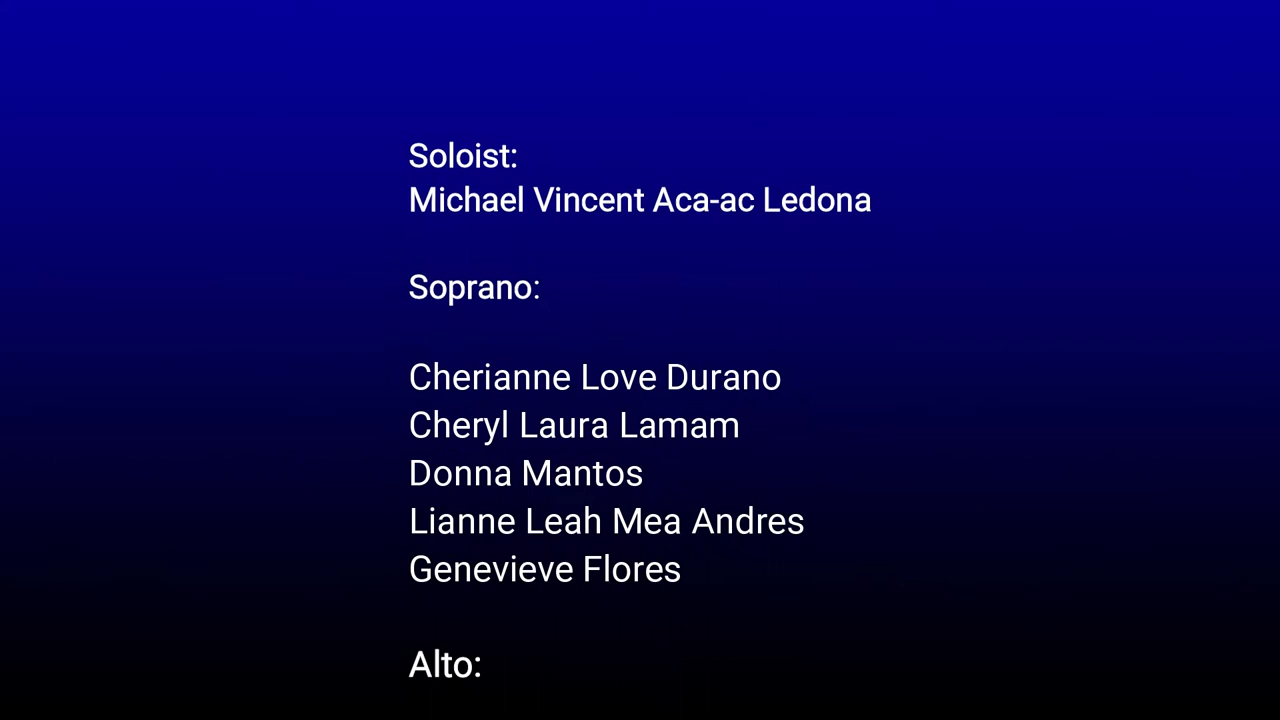 Soloist:
Michael Vincent Aca-ac Ledona
Soprano:
Cherianne Love Durano
Cheryl Laura Lamam
Donna Mantos
Lianne Leah Mea Andres
Genevieve Flores
Alto: